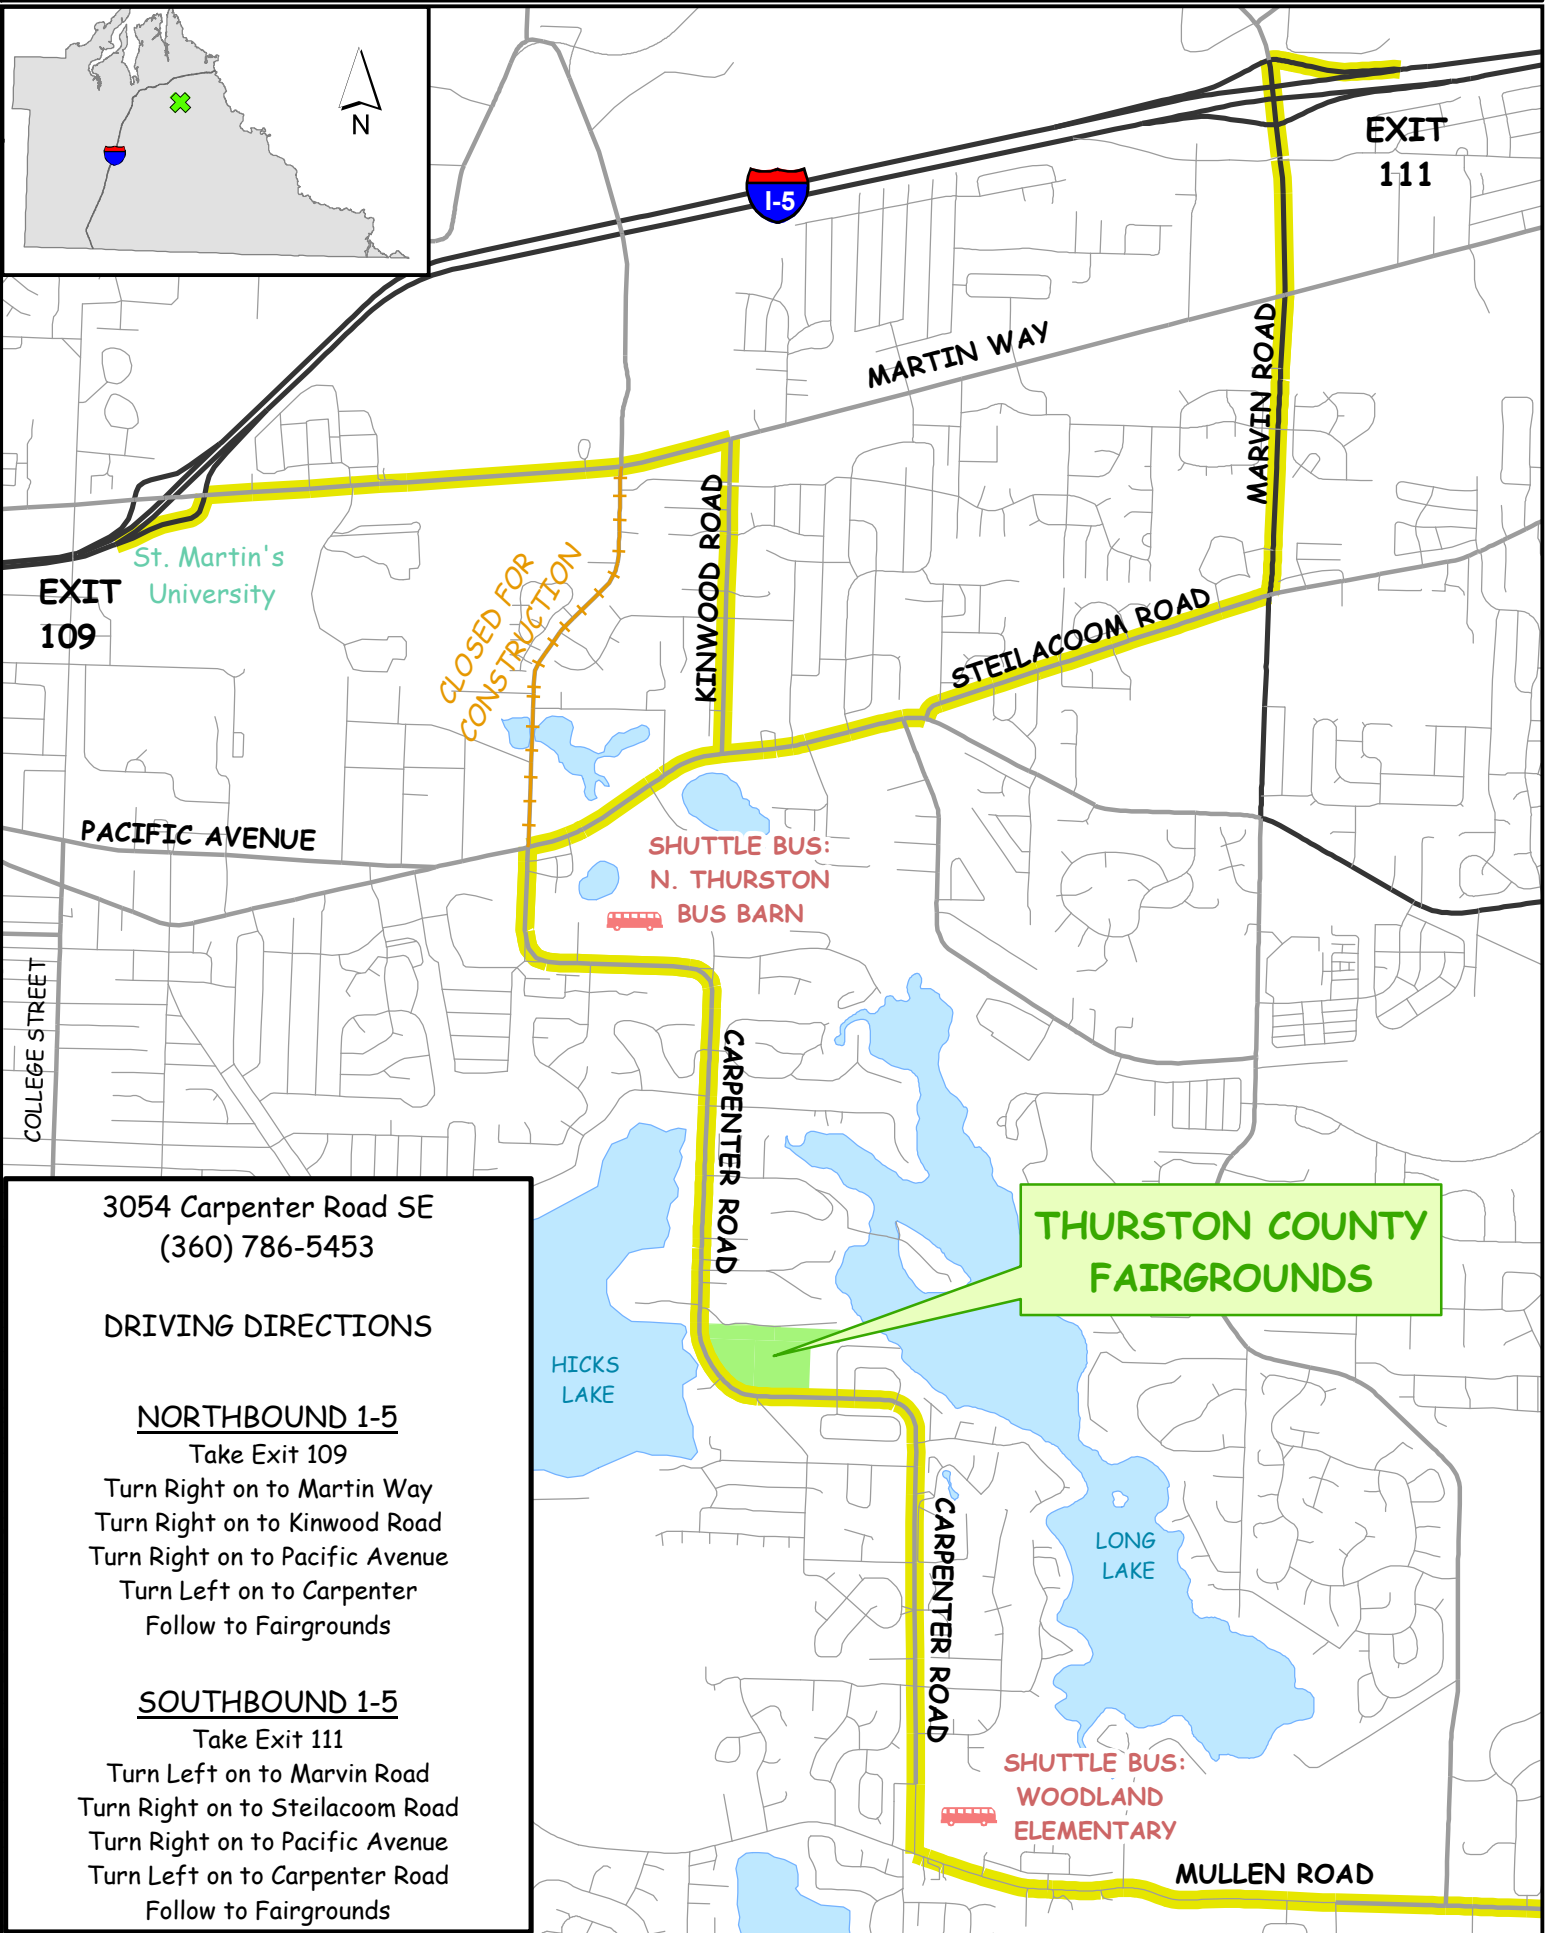 N
I-5
EXIT
111
MARTIN WAY
MARVIN ROAD
St. Martin's
University
EXIT
109
CLOSED FOR
CONSTRUCTION
KINWOOD ROAD
STEILACOOM ROAD
PACIFIC AVENUE
SHUTTLE BUS:
N. THURSTON
BUS BARN
COLLEGE STREET
CARPENTER ROAD
THURSTON COUNTY
FAIRGROUNDS
HICKS
LAKE
LONG
LAKE
CARPENTER ROAD
SHUTTLE BUS:
WOODLAND
ELEMENTARY
MULLEN ROAD
3054 Carpenter Road SE
(360) 786-5453
DRIVING DIRECTIONS
NORTHBOUND 1-5
Take Exit 109
Turn Right on to Martin Way
Turn Right on to Kinwood Road
Turn Right on to Pacific Avenue
Turn Left on to Carpenter
Follow to Fairgrounds
SOUTHBOUND 1-5
Take Exit 111
Turn Left on to Marvin Road
Turn Right on to Steilacoom Road
Turn Right on to Pacific Avenue
Turn Left on to Carpenter Road
Follow to Fairgrounds